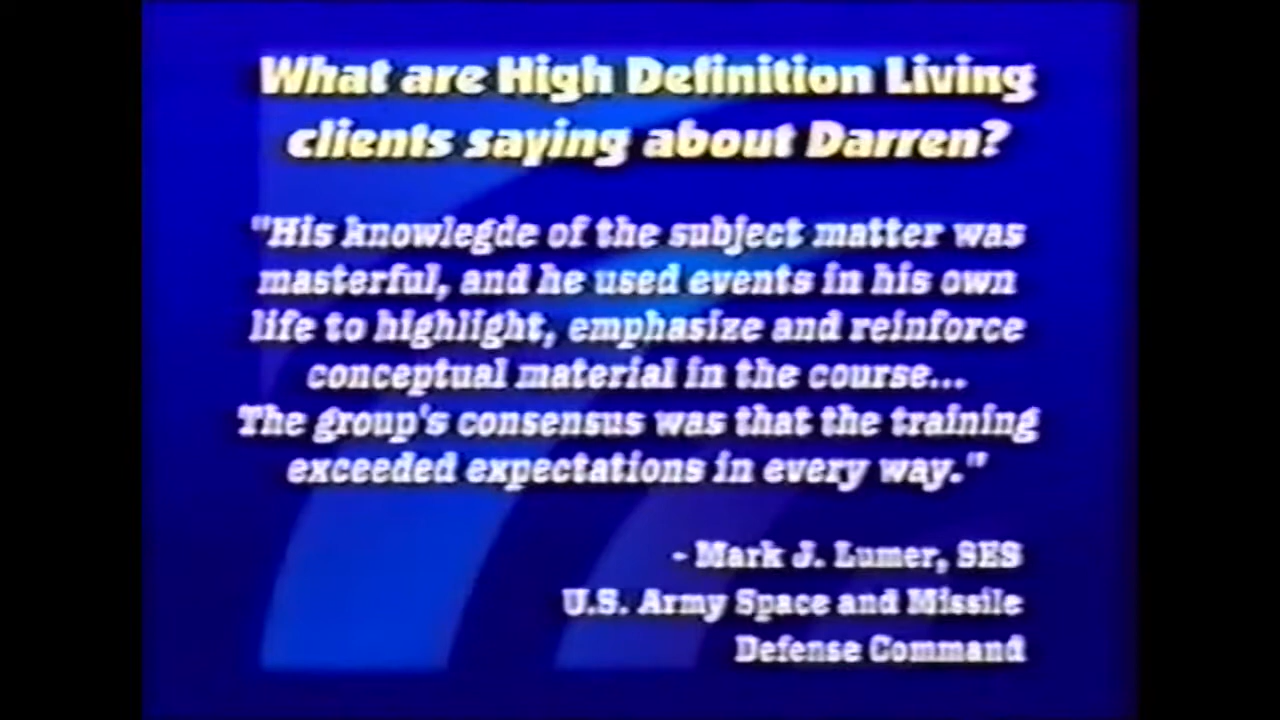 What are High Definition Living
clients saying about Darren?
"His knowlegde of the subject matter was
masterful, and he used events in his own
life to highlight, emphasize and reinforce
conceptual material in the course...
The group's consensus was that the training
exceeded expectations in every way."
- Mark J. Lumer, SES
U.S. Army Space and Missile
Defense Command